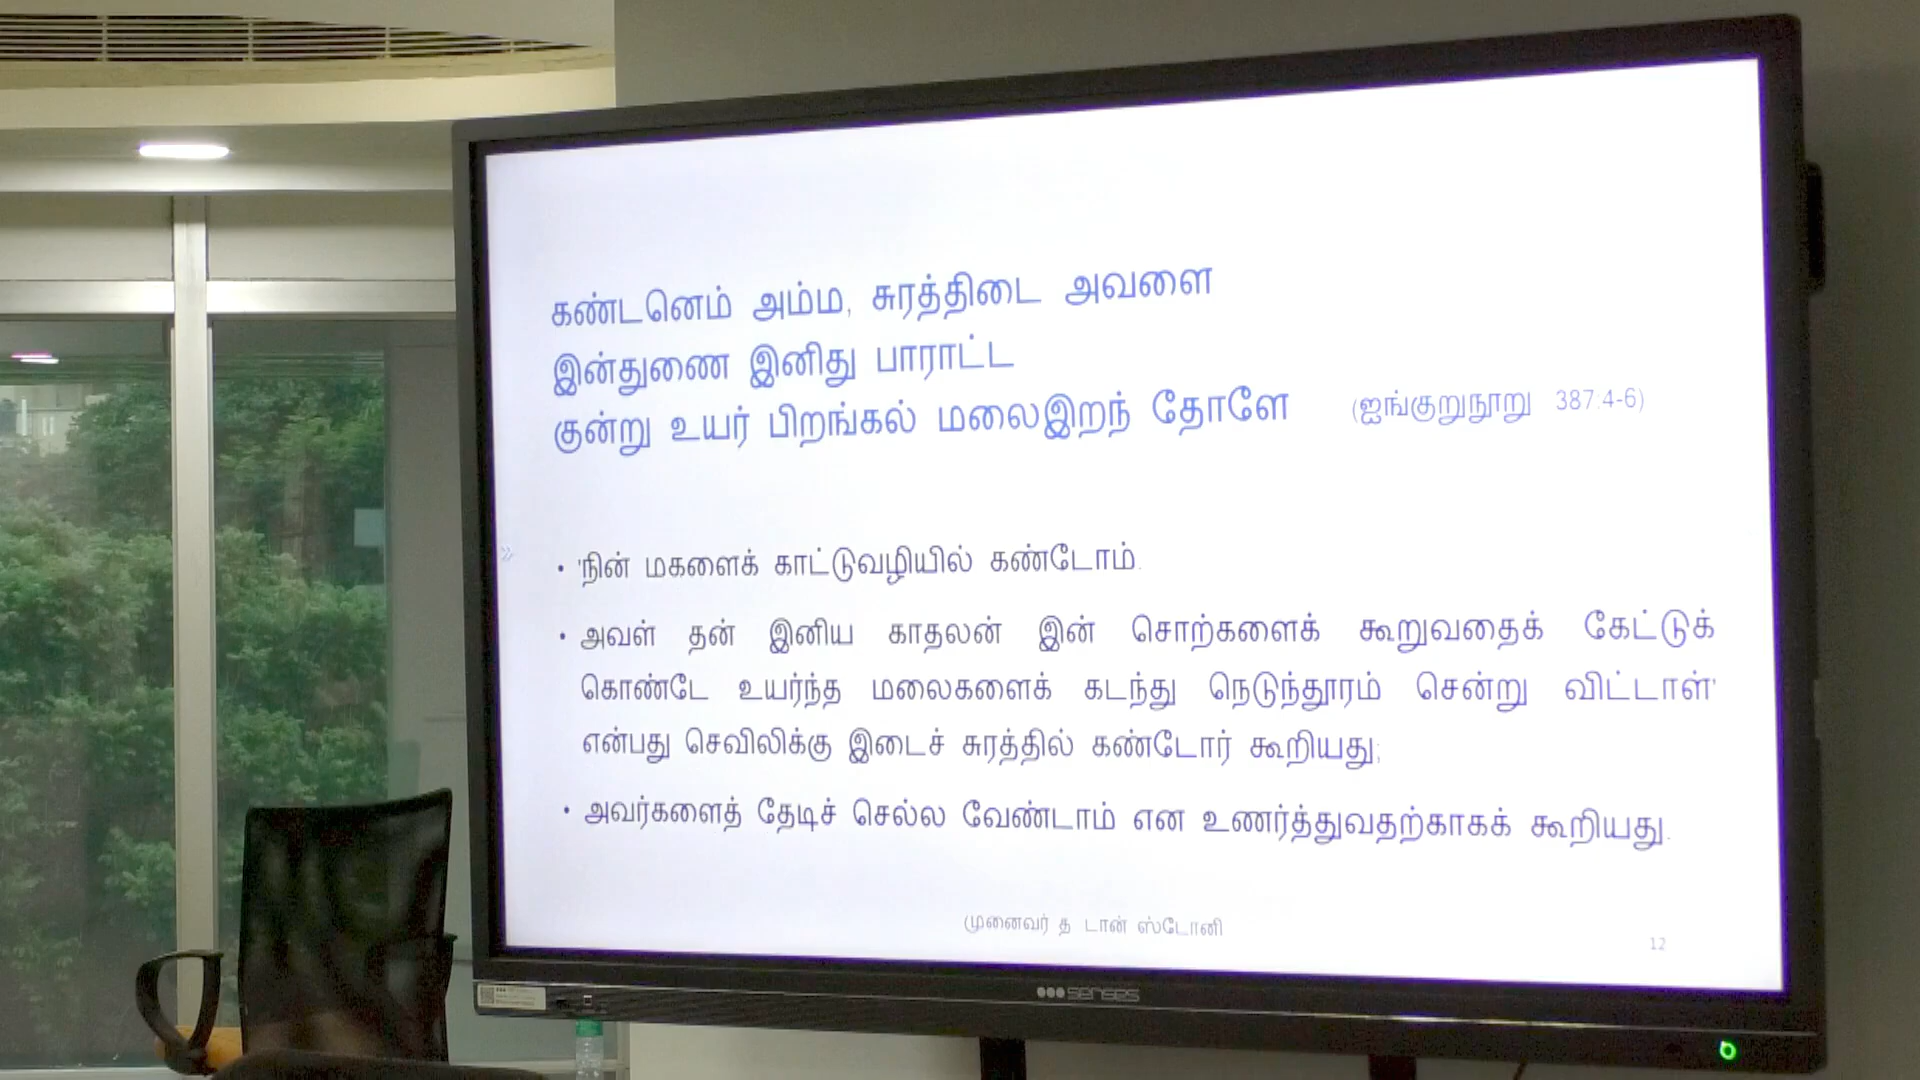 கண்டனெம் அம்ம, சுரத்திடை அவளை
இன்துணை இனிது பாராட்ட
குன்று உயர் பிறங்கல் மலைஇறந் தோளே (ஐங்குறுநூறு 387.4-6)
• 'நின் மகளைக் காட்டுவழியில் கண்டோம்.
• அவள் தன் இனிய காதலன் இன் சொற்களைக் கூறுவதைக் கேட்டுக்
கொண்டே உயர்ந்த மலைகளைக் கடந்து நெடுந்தூரம் சென்று விட்டாள்'
என்பது செவிலிக்கு இடைச் சுரத்தில் கண்டோர் கூறியது;
• அவர்களைத் தேடிச் செல்ல வேண்டாம் என உணர்த்துவதற்காகக் கூறியது.
முனைவர் த டான் ஸ்டோனி
12
senses